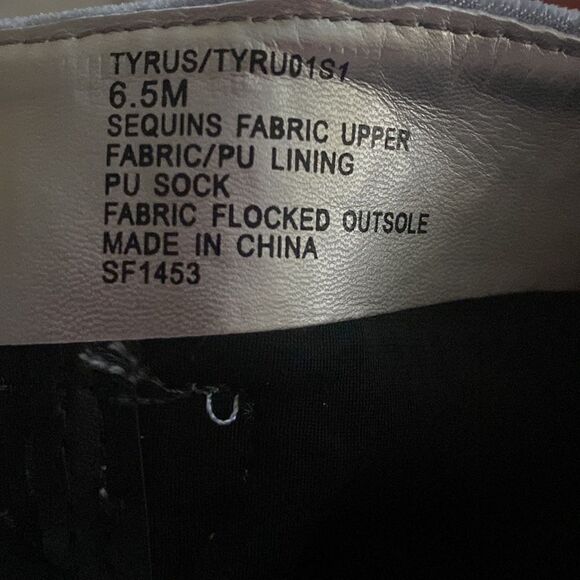 TYRUS/TYRU01S1
6.5M
SEQUINS FABRIC UPPER
FABRIC/PU LINING
PU SOCK
FABRIC FLOCKED OUTSOLE
MADE IN CHINA
SF1453